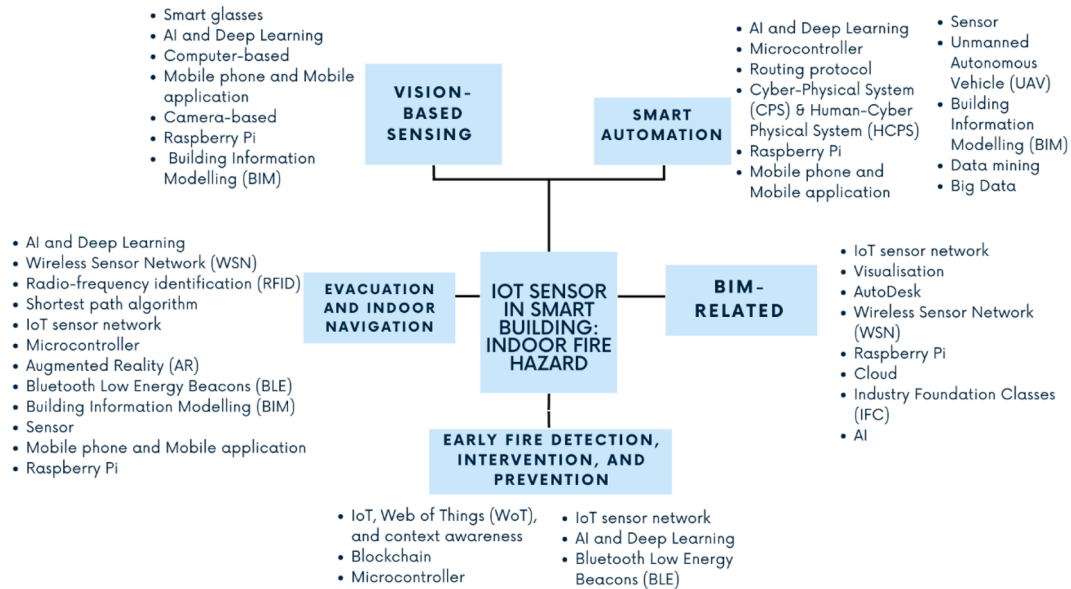 • Smart glasses
• AI and Deep Learning
• Computer-based
• Mobile phone and Mobile
application
• Camera-based
• Raspberry Pi
• Building Information
Modelling (BIM)
VISION-
BASED
SENSING
SMART
AUTOMATION
• AI and Deep Learning
• Microcontroller
• Routing protocol
• Cyber-Physical System
(CPS) & Human-Cyber
Physical System (HCPS)
• Raspberry Pi
• Mobile phone and
Mobile application
• Sensor
• Unmanned
Autonomous
Vehicle (UAV)
• Building
Information
Modelling (BIM)
• Data mining
• Big Data
• AI and Deep Learning
• Wireless Sensor Network (WSN)
• Radio-frequency identification (RFID)
• Shortest path algorithm
• IoT sensor network
• Microcontroller
• Augmented Reality (AR)
• Bluetooth Low Energy Beacons (BLE)
• Building Information Modelling (BIM)
• Sensor
• Mobile phone and Mobile application
• Raspberry Pi
EVACUATION
AND INDOOR
NAVIGATION
IOT SENSOR
IN SMART
BUILDING:
INDOOR FIRE
HAZARD
BIM-
RELATED
• IoT sensor network
• Visualisation
• AutoDesk
• Wireless Sensor Network
(WSN)
• Raspberry Pi
• Cloud
• Industry Foundation Classes
(IFC)
• AI
EARLY FIRE DETECTION,
INTERVENTION, AND
PREVENTION
• IoT, Web of Things (WoT),
and context awareness
• Blockchain
• Microcontroller
• IoT sensor network
• AI and Deep Learning
• Bluetooth Low Energy
Beacons (BLE)